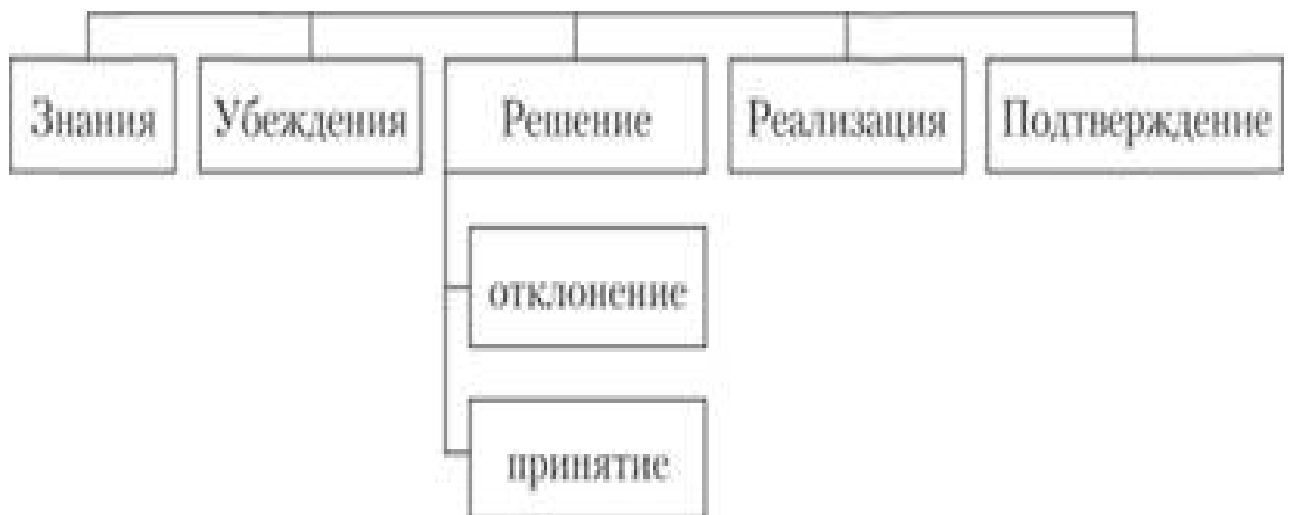 Знания
Убеждения
Решение
Реализация
Подтверждение
отклонение
принятие